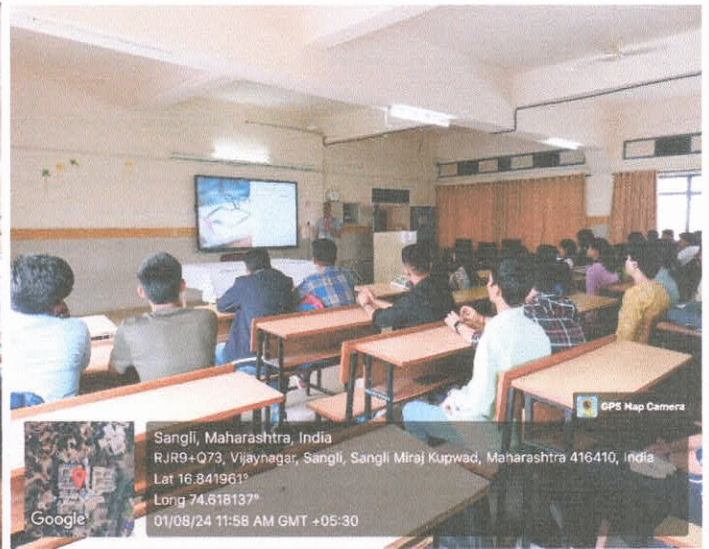 GPS Map Camera
Sangli, Maharashtra, India
RJR9+Q73, Vijaynagar, Sangli, Sangli Miraj Kupwad, Maharashtra 416410, India
Lat 16.841961°
Long 74.618137°
01/08/24 11:58 AM GMT +05:30
Google